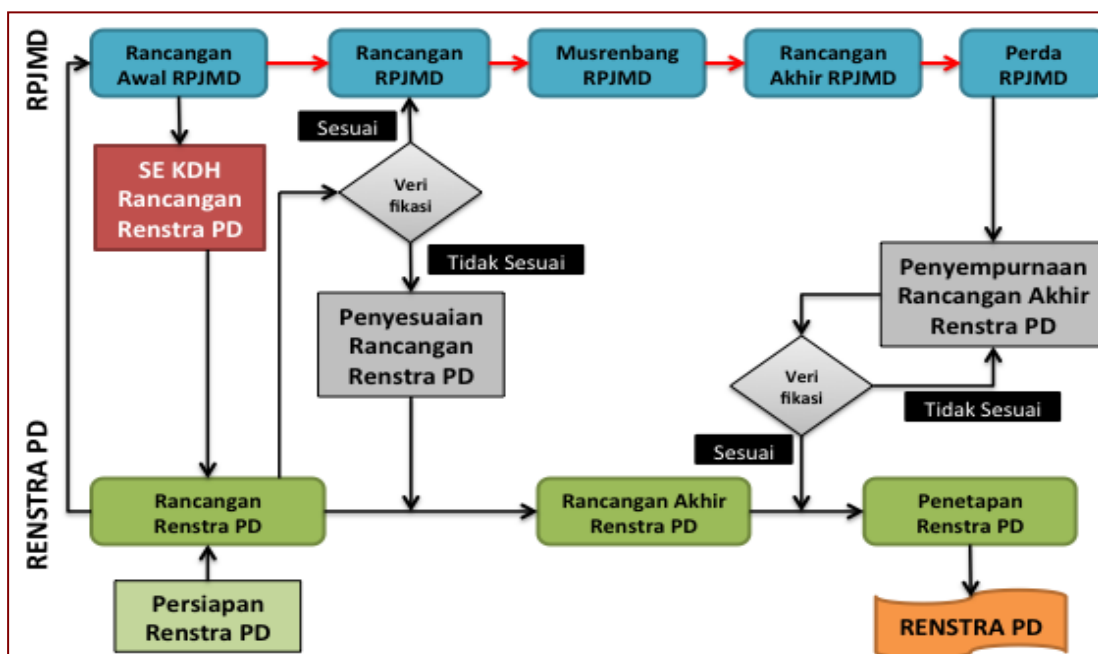 RPJMD
Rancangan
Awal RPJMD
Rancangan
RPJMD
Musrenbang
RPJMD
Rancangan
Akhir RPJMD
Perda
RPJMD
Sesuai
SE KDH
Rancangan
Renstra PD
Veri
fikasi
Tidak Sesuai
Penyempurnaan
Rancangan Akhir
Renstra PD
Penyesuaian
Rancangan
Renstra PD
Veri
fikasi
Tidak Sesuai
Sesuai
RENSTRA PD
Rancangan
Renstra PD
Rancangan Akhir
Renstra PD
Penetapan
Renstra PD
Persiapan
Renstra PD
RENSTRA PD